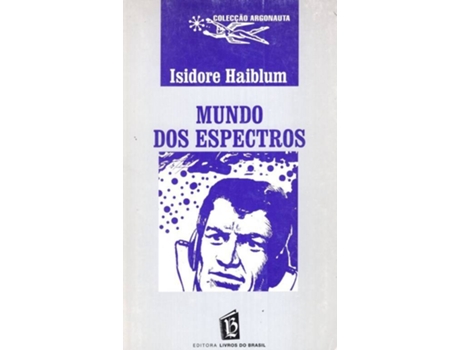 COLECÇÃO ARGONAUTA
Isidore Haiblum
MUNDO
DOS ESPECTROS
EDITORA LIVROS DO BRASIL